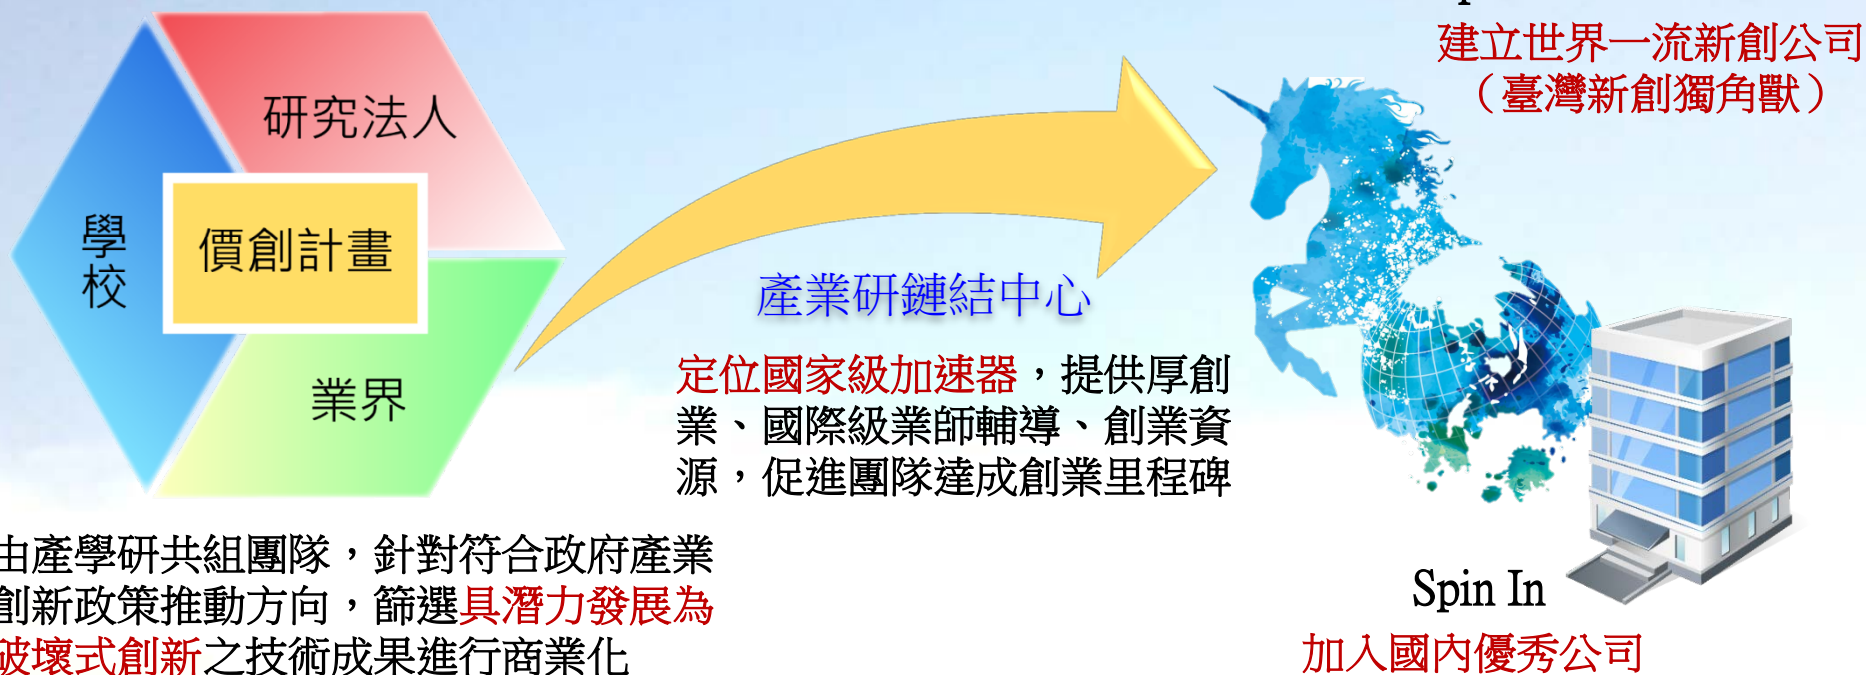 建立世界一流新創公司
（臺灣新創獨角獸）
研究法人
學校
價創計畫
業界
產業研鏈結中心
定位國家級加速器，提供厚創
業、國際級業師輔導、創業資
源，促進團隊達成創業里程碑
由產學研共組團隊，針對符合政府產業
創新政策推動方向，篩選具潛力發展為
破壞式創新之技術成果進行商業化
Spin In
加入國內優秀公司